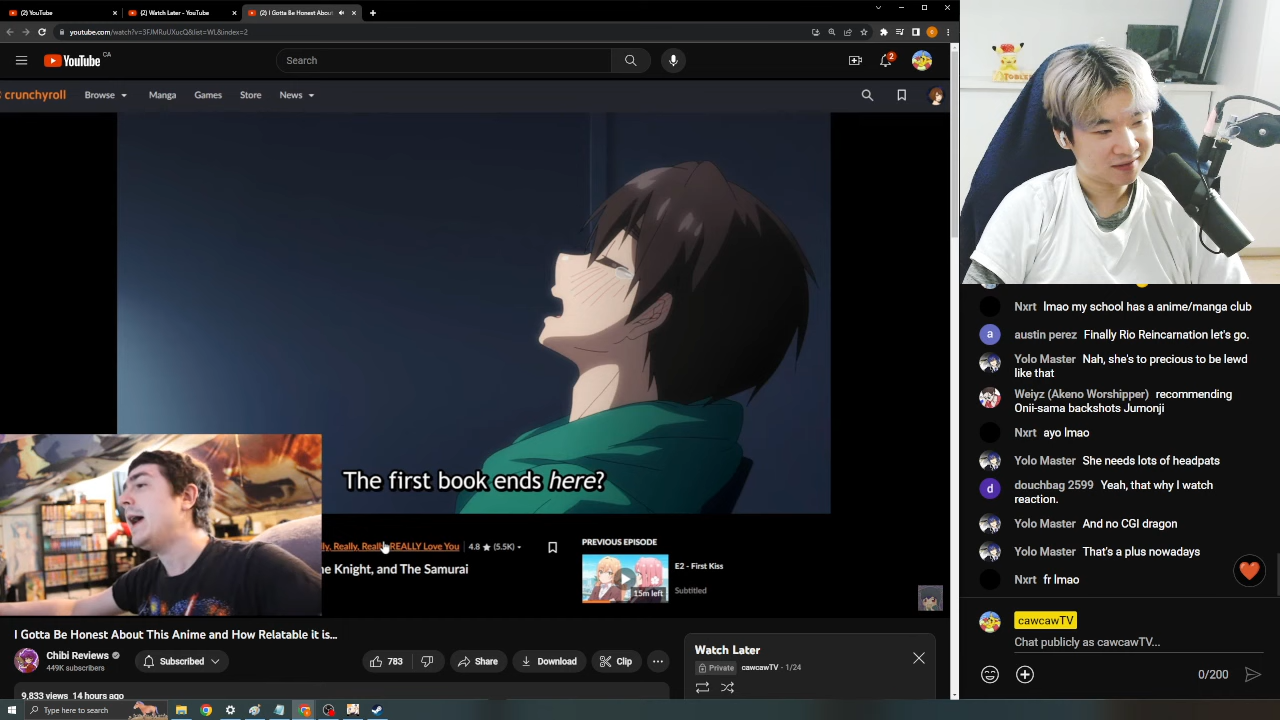 (2) YouTube
(2) Watch Later - YouTube
(2) I Gotta Be Honest Abou
youtube.com/watch?v=3FJMRuUXucQ&list=WL&index=2
YouTube CA
Search
2
crunchyroll
Browse
Manga
Games
Store
News
The first book ends here?
ly, Really, Really, REALLY Love You
4.8 ★ (5.5K)
ne Knight, and The Samurai
PREVIOUS EPISODE
15m left
E2 - First Kiss
Subtitled
I Gotta Be Honest About This Anime and How Relatable it is...
Chibi Reviews
449K subscribers
Subscribed
783
Share
Download
Clip
9,833 views 14 hours ago
Watch Later
Private
cawcawTV - 1/24
Type here to search
Nxrt lmao my school has a anime/manga club
austin perez Finally Rio Reincarnation let's go.
Yolo Master Nah, she's to precious to be lewd
like that
Weiyz (Akeno Worshipper) recommending
Onii-sama backshots Jumonji
Nxrt ayo lmao
Yolo Master She needs lots of headpats
douchbag 2599 Yeah, that why I watch
reaction.
Yolo Master And no CGI dragon
Yolo Master That's a plus nowadays
Nxrt fr lmao
cawcawTV
Chat publicly as cawcawTV...
0/200